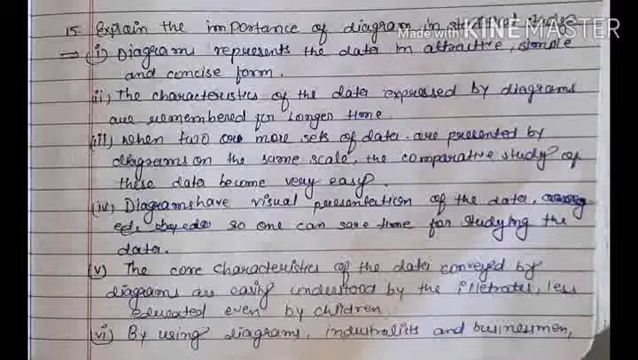 15. Explain the importance of diagram in statistical
Made with KINEMASTER
⇒ (i) Diagram represents the data in attractive, simple
and concise form.
ii) The characteristics of the data expressed by diagrams
are remembered for longer time.
iii) when two or more sets of data are presented by
diagrams on the same scale, the comparative study of
these data become very easy.
(iv) Diagrams have visual presentation of the data,
so one can save time for studying the
data.
(v) The core characteristics of the data conveyed by
diagrams are easily understood by the illetrates, less
educated even by children.
(vi) By using diagrams, industralists and businessmen,